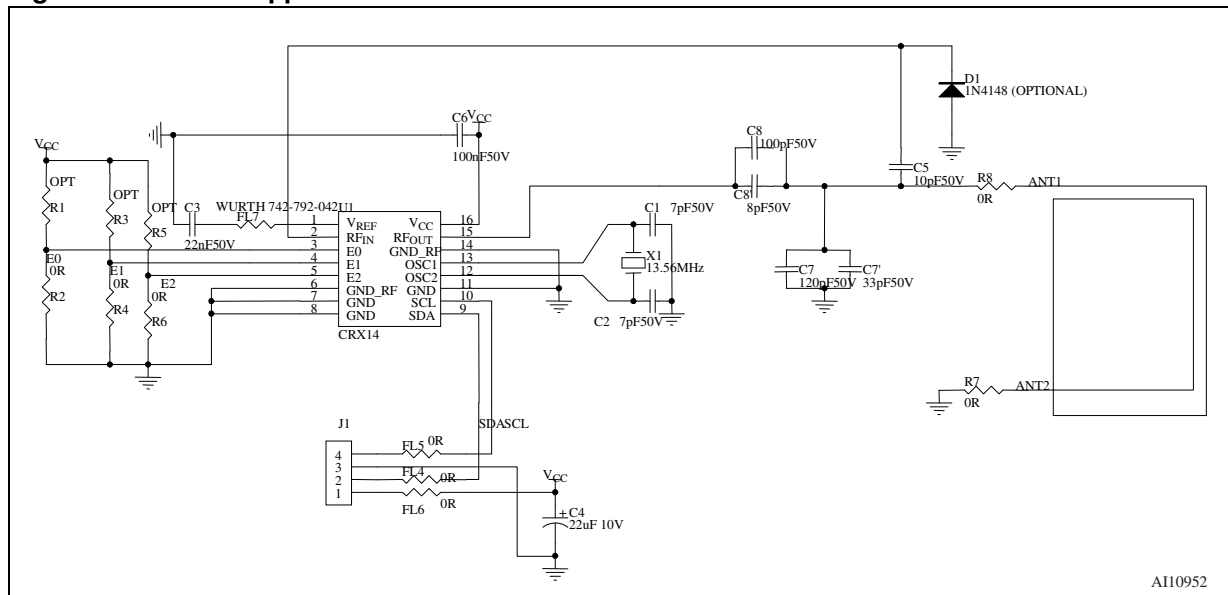 D1
1N4148 (OPTIONAL)
VCC
C6
100nF50V
VCC
OPT
R1
OPT
R3
OPT
R5
C3
22nF50V
WURTH 742-792-042
FL7
U1
1 VREF VCC 16
2 RFIN RFOUT 15
3 E0 GND_RF 14
4 E1 OSC1 13
5 E2 OSC2 12
6 GND_RF GND 11
7 GND SCL 10
8 GND SDA 9
CRX14
E0
0R
R2
E1
0R
R4
E2
0R
R6
C8
100pF50V
C8'
8pF50V
C5
10pF50V
R8
0R
ANT1
C1 7pF50V
X1
13.56MHz
C2 7pF50V
C7
120pF50V
C7'
33pF50V
R7
0R
ANT2
J1
SDA SCL
4
3
2
1
FL5 0R
FL4 0R
FL6 0R
VCC
C4
22uF 10V
AI10952